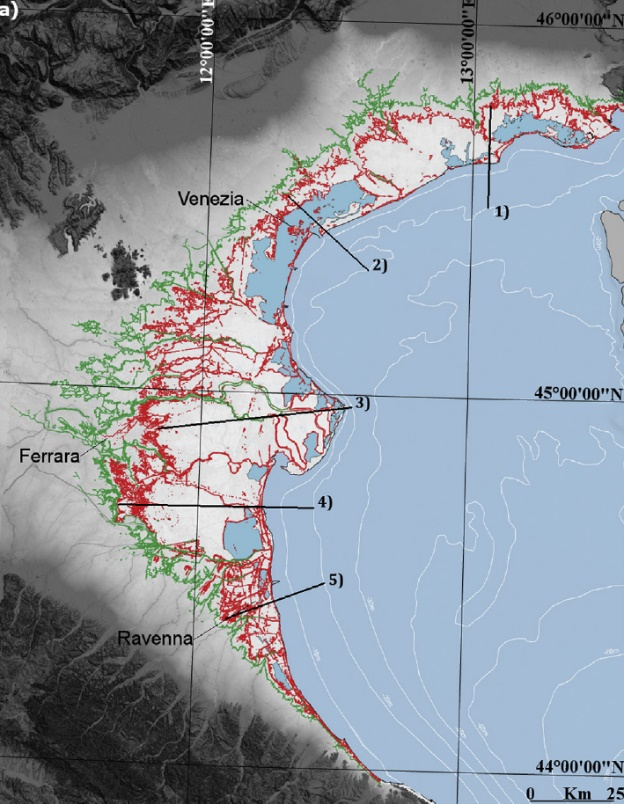 a)
46°00'00"N
12°00'00"E
13°00'00"E
Venezia
1)
2)
45°00'00"N
3)
Ferrara
4)
5)
Ravenna
44°00'00"N
0 Km 25